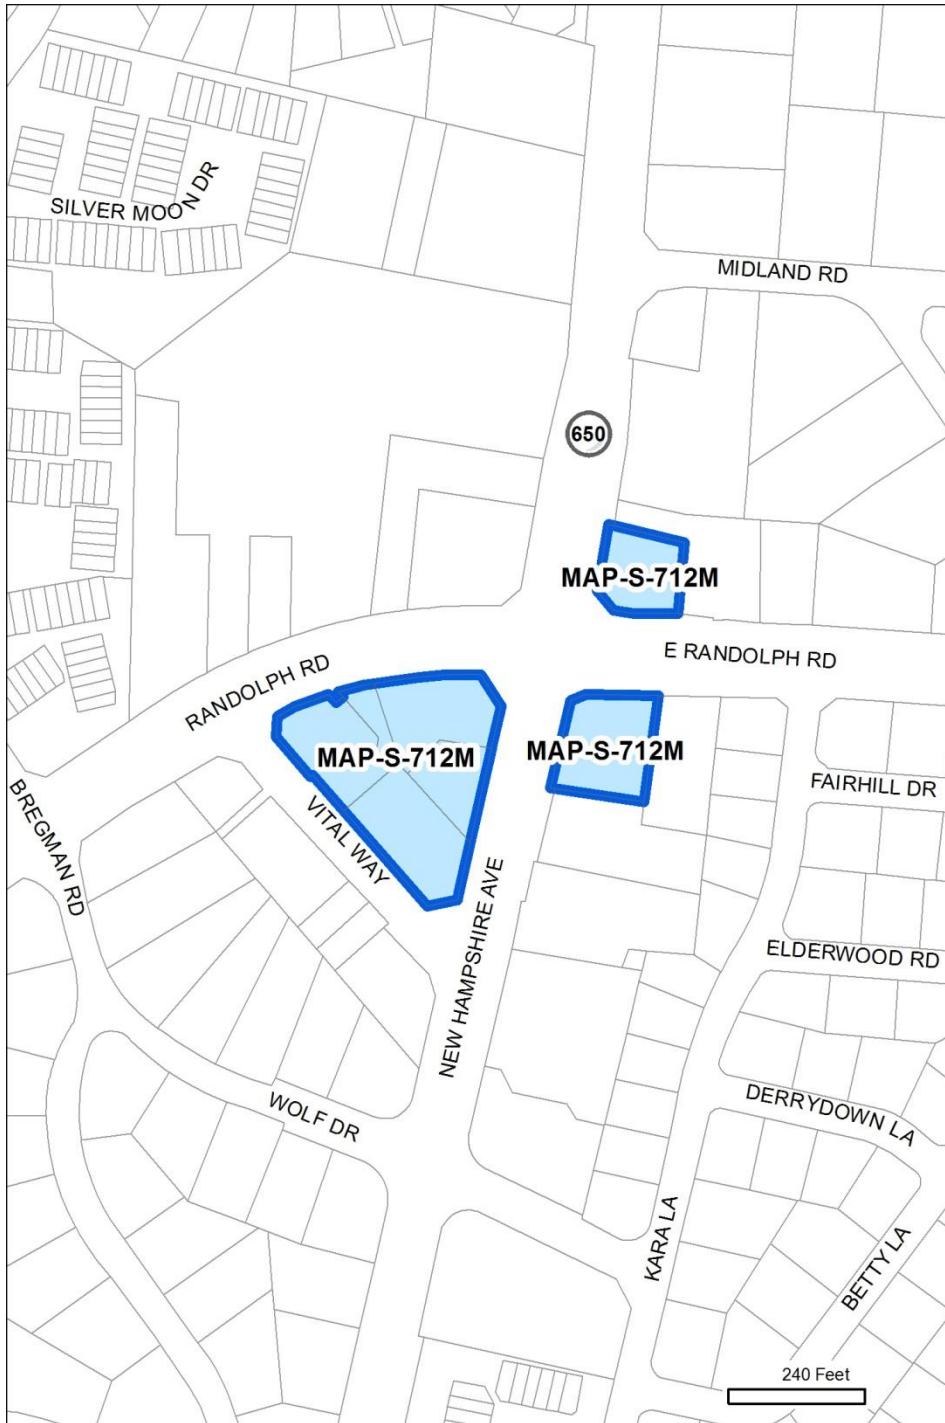 SILVER MOON DR
MIDLAND RD
650
MAP-S-712M
E RANDOLPH RD
RANDOLPH RD
MAP-S-712M
MAP-S-712M
FAIRHILL DR
BREGMAN RD
VITAL WAY
NEW HAMPSHIRE AVE
ELDERWOOD RD
WOLF DR
DERRYDOWN LA
KARA LA
BETTY LA
240 Feet